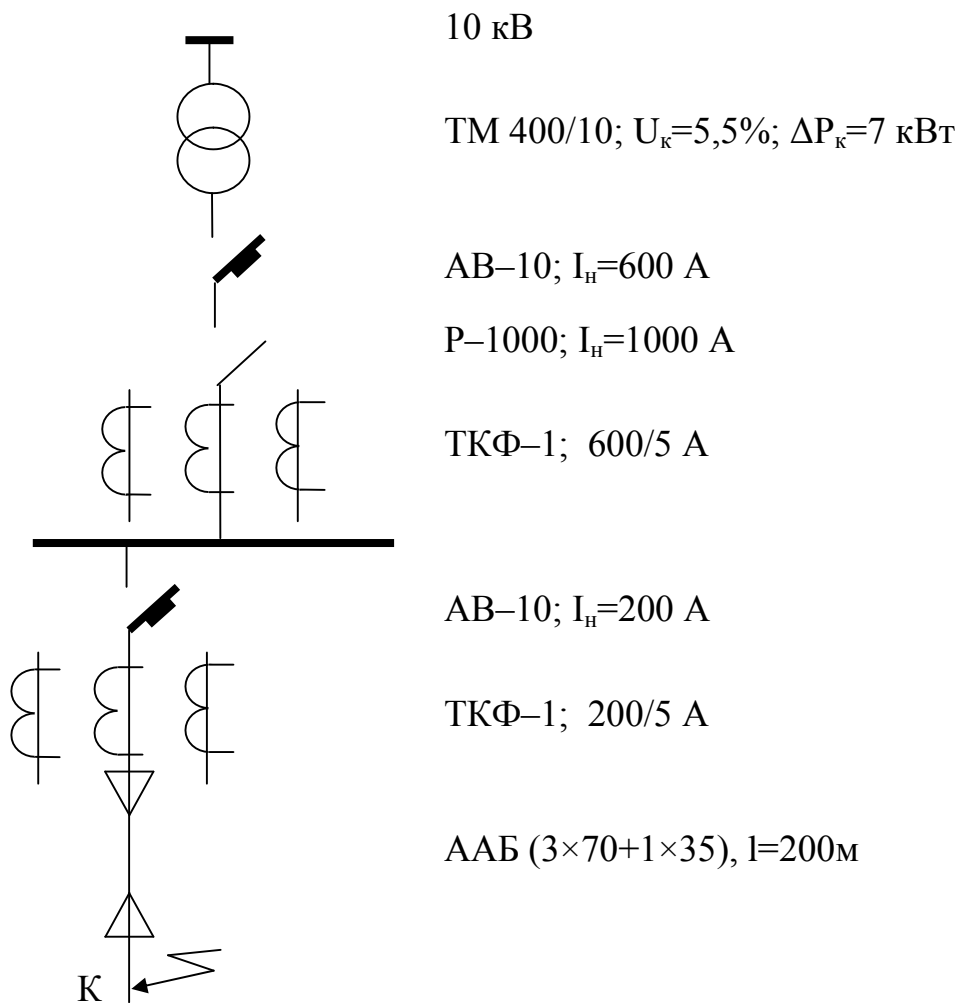 10 кВ
ТМ 400/10; Uк=5,5%; ΔPк=7 кВт
АВ–10; Iн=600 А
Р–1000; Iн=1000 А
ТКФ–1; 600/5 А
АВ–10; Iн=200 А
ТКФ–1; 200/5 А
ААБ (3×70+1×35), l=200м
К